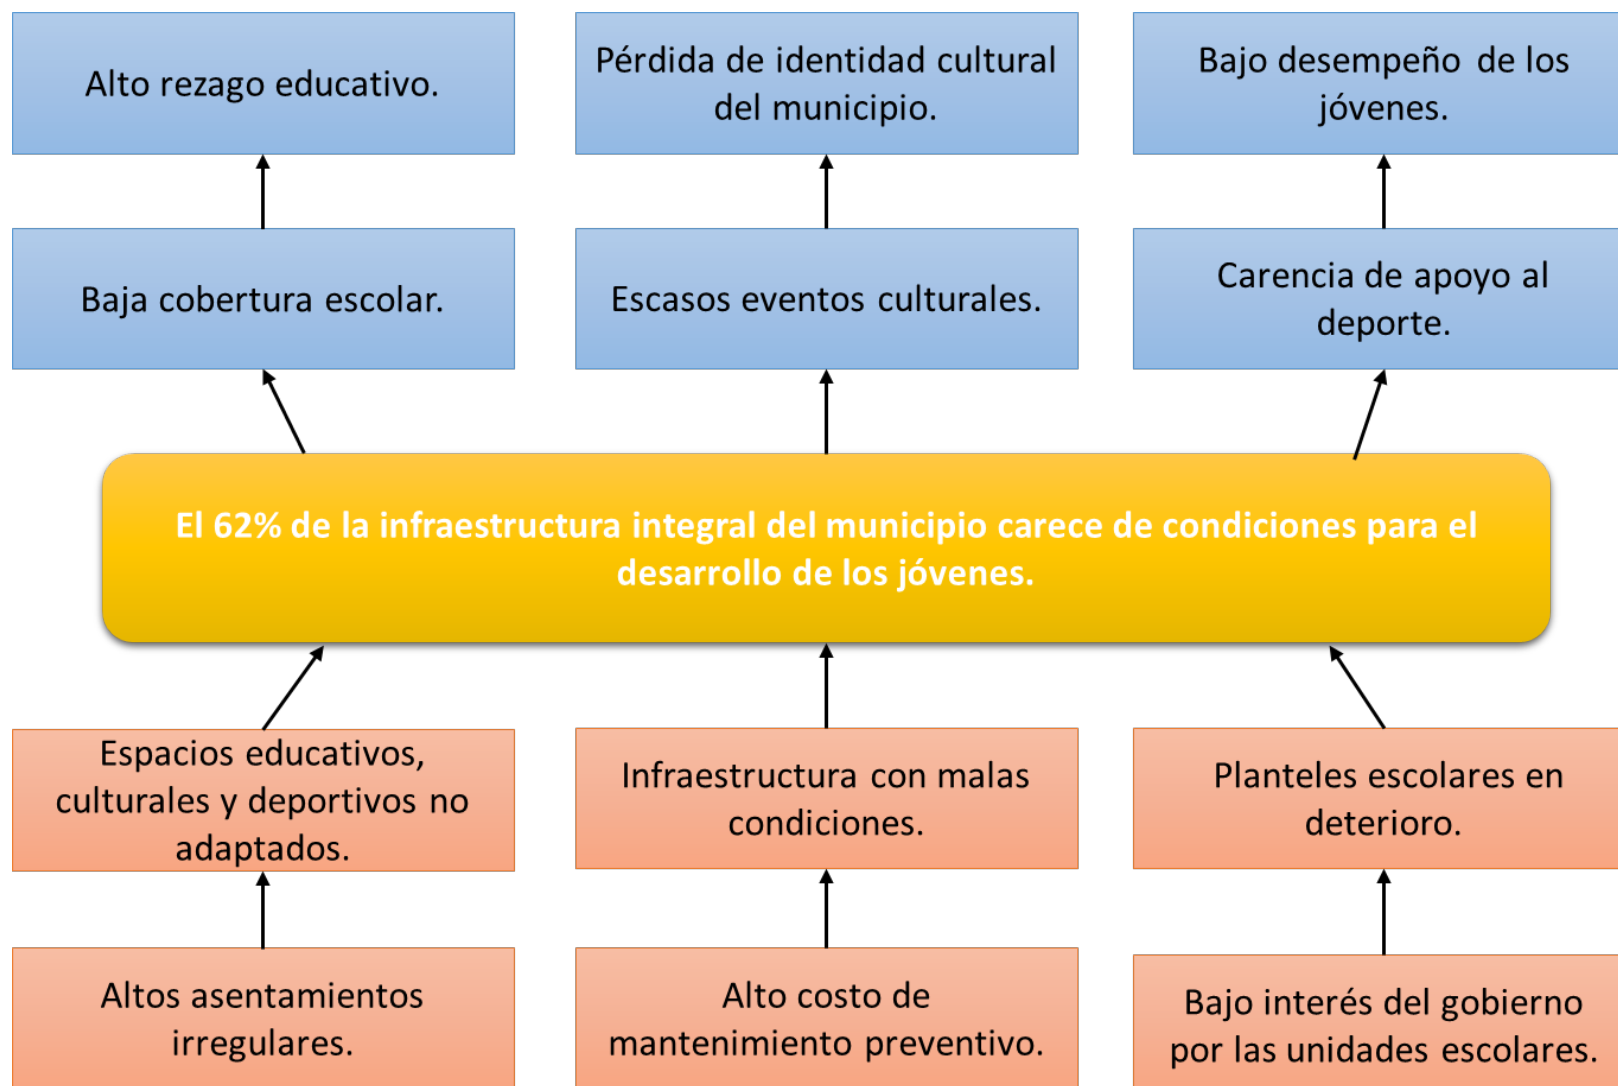 Alto rezago educativo.
Pérdida de identidad cultural
del municipio.
Bajo desempeño de los
jóvenes.
Baja cobertura escolar.
Escasos eventos culturales.
Carencia de apoyo al
deporte.
El 62% de la infraestructura integral del municipio carece de condiciones para el
desarrollo de los jóvenes.
Espacios educativos,
culturales y deportivos no
adaptados.
Infraestructura con malas
condiciones.
Planteles escolares en
deterioro.
Altos asentamientos
irregulares.
Alto costo de
mantenimiento preventivo.
Bajo interés del gobierno
por las unidades escolares.